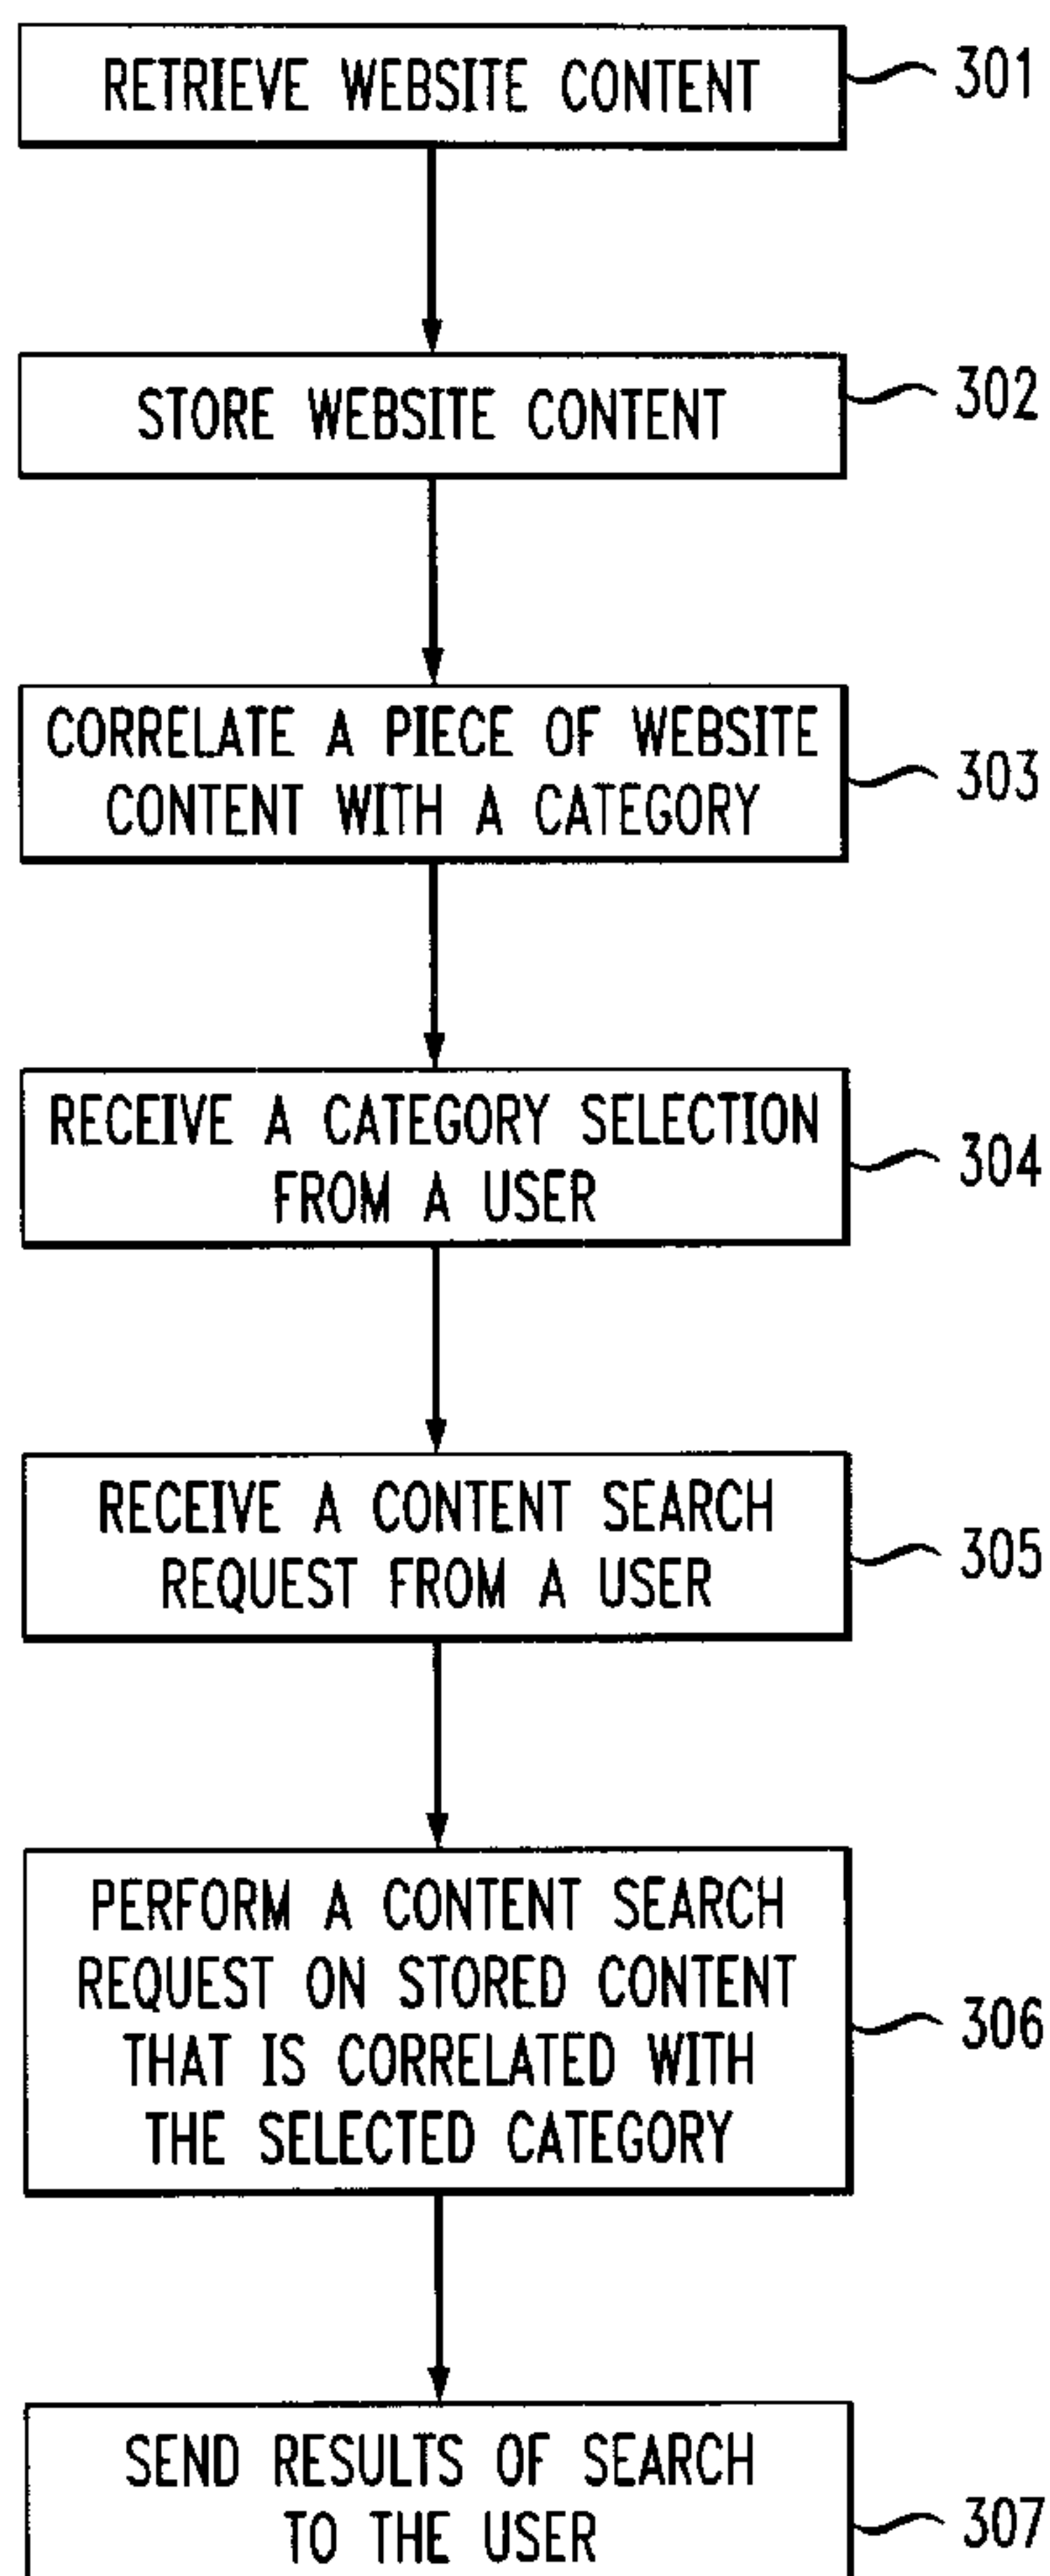 RETRIEVE WEBSITE CONTENT
301
STORE WEBSITE CONTENT
302
CORRELATE A PIECE OF WEBSITE
CONTENT WITH A CATEGORY
303
RECEIVE A CATEGORY SELECTION
FROM A USER
304
RECEIVE A CONTENT SEARCH
REQUEST FROM A USER
305
PERFORM A CONTENT SEARCH
REQUEST ON STORED CONTENT
THAT IS CORRELATED WITH
THE SELECTED CATEGORY
306
SEND RESULTS OF SEARCH
TO THE USER
307